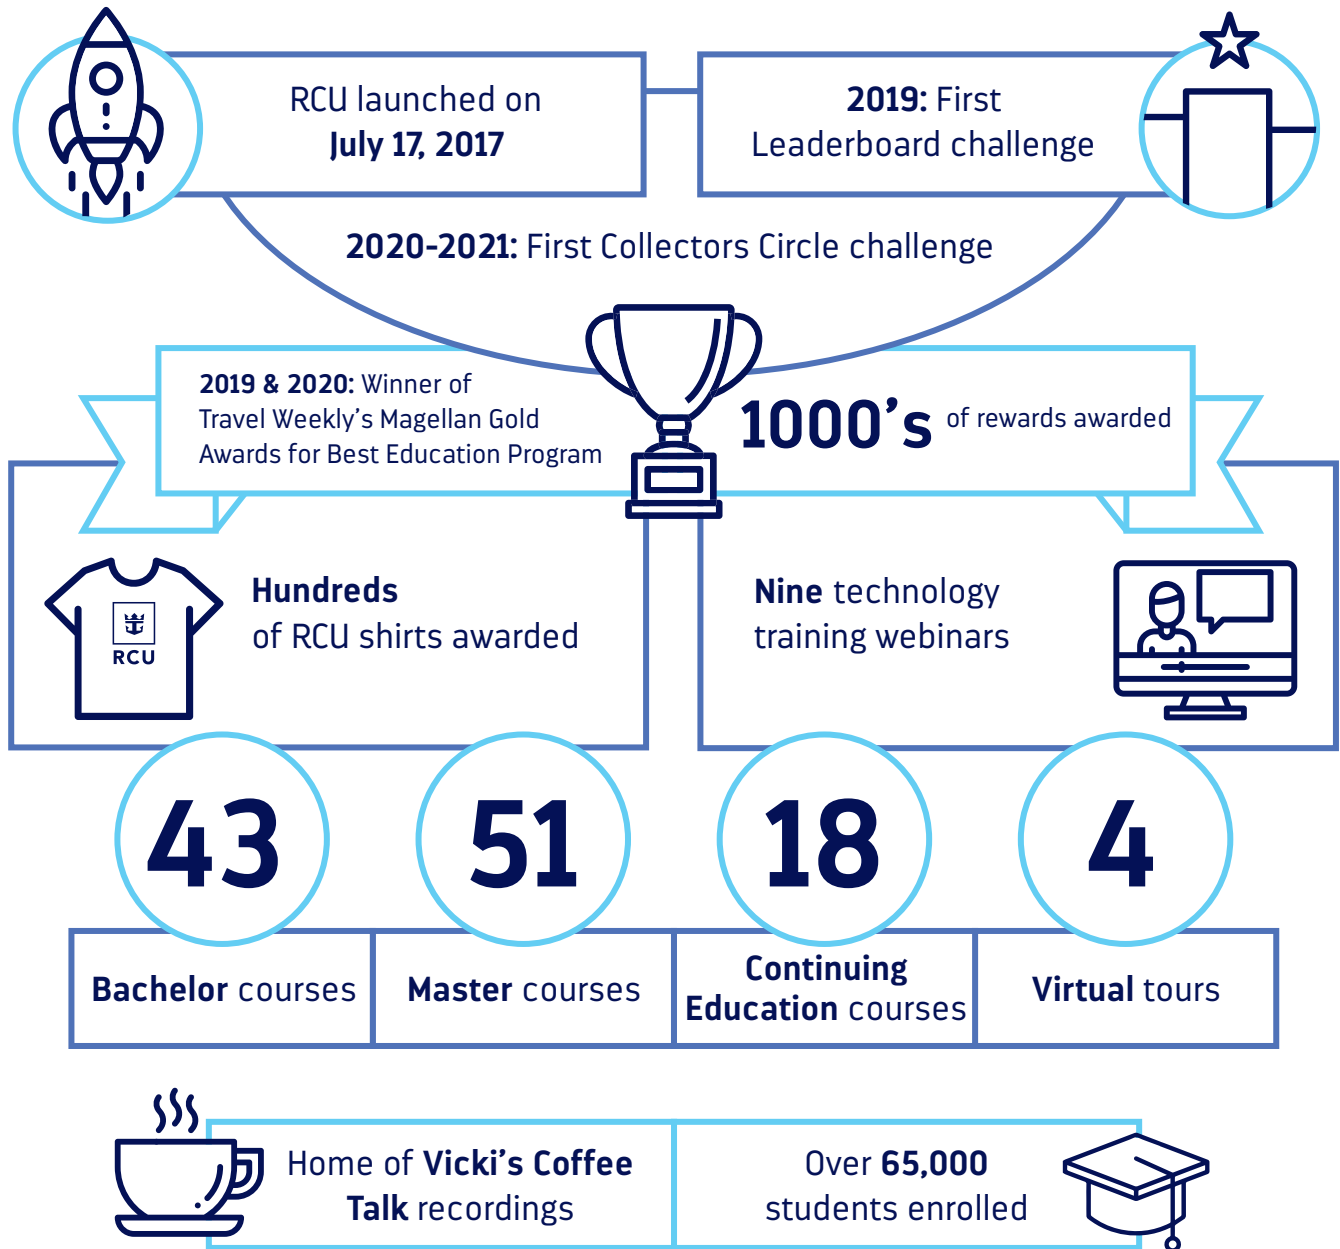 RCU launched on
July 17, 2017
2019: First
Leaderboard challenge
2020-2021: First Collectors Circle challenge
2019 & 2020: Winner of
Travel Weekly's Magellan Gold
Awards for Best Education Program
1000's of rewards awarded
RCU
Hundreds
of RCU shirts awarded
Nine technology
training webinars
43
Bachelor courses
51
Master courses
18
Continuing
Education courses
4
Virtual tours
Home of Vicki's Coffee
Talk recordings
Over 65,000
students enrolled